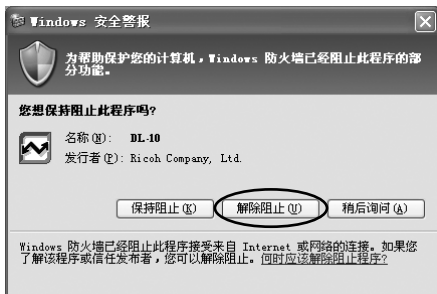 Windows 安全警报
为帮助保护您的计算机，Windows 防火墙已经阻止此程序的部
分功能。
您想保持阻止此程序吗?
名称(N): DL-10
发行者(P): Ricoh Company, Ltd.
保持阻止(K) 解除阻止(U) 稍后询问(A)
Windows 防火墙已经阻止此程序接受来自 Internet 或网络的连接。如果您
了解该程序或信任发布者，您可以解除阻止。何时应该解除阻止程序?